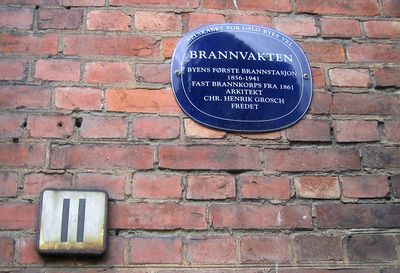 SELSKABET FOR OSLO BYES VEL
BRANNVAKTEN
BYENS FØRSTE BRANNSTASJON
1856-1941
FAST BRANNKORPS FRA 1861
ARKITEKT
CHR. HENRIK GROSCH
FREDET
11